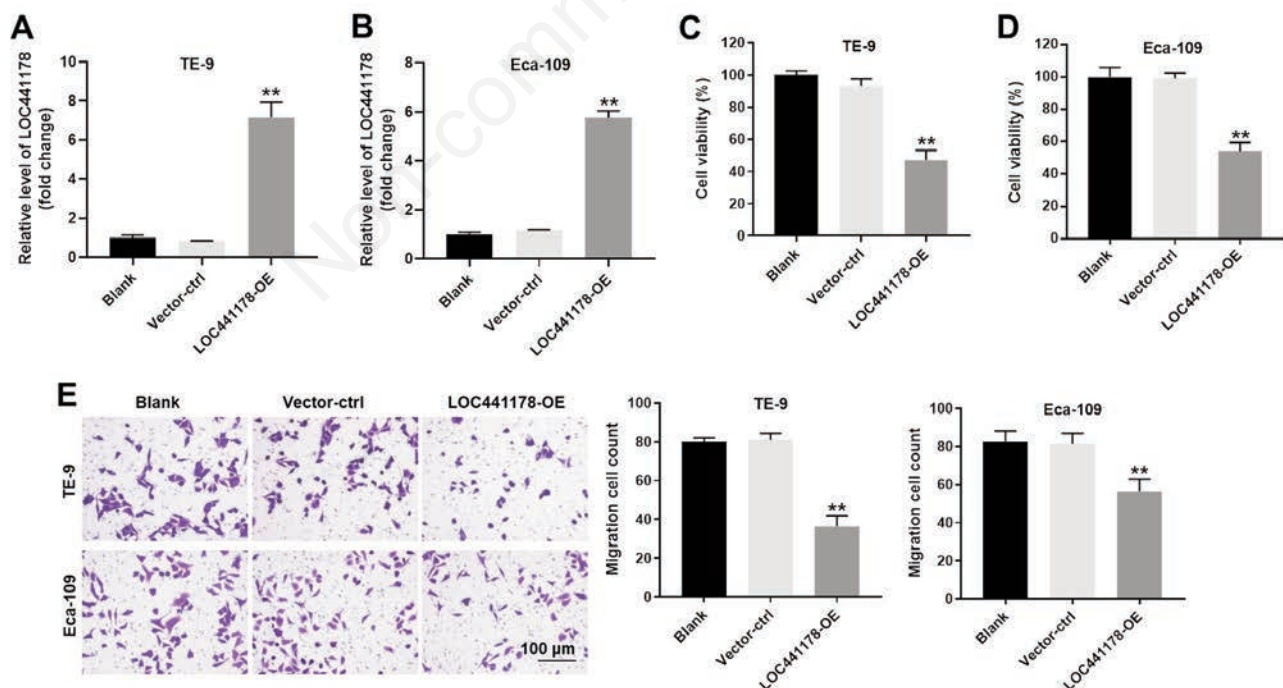 A
TE-9
Relative level of LOC441178
(fold change)
10
8
6
4
2
0
**
Blank
Vector-ctrl
LOC441178-OE
B
Eca-109
Relative level of LOC441178
(fold change)
8
6
4
2
0
**
Blank
Vector-ctrl
LOC441178-OE
C
TE-9
Cell viability (%)
120
100
80
60
40
20
0
**
Blank
Vector-ctrl
LOC441178-OE
D
Eca-109
Cell viability (%)
120
100
80
60
40
20
0
**
Blank
Vector-ctrl
LOC441178-OE
E
Blank
Vector-ctrl
LOC441178-OE
TE-9
Eca-109
100 µm
TE-9
Migration cell count
100
80
60
40
20
0
**
Blank
Vector-ctrl
LOC441178-OE
Eca-109
Migration cell count
100
80
60
40
20
0
**
Blank
Vector-ctrl
LOC441178-OE